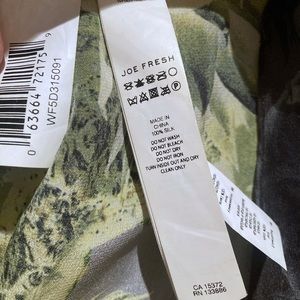 JOE FRESH
MADE IN
CHINA
100% SILK
DO NOT WASH
DO NOT BLEACH
DO NOT DRY
DO NOT IRON
TURN INSIDE OUT AND DRY
CLEAN ONLY
CA 15372
RN 133886
WF5D315091
0 63664 72175 9